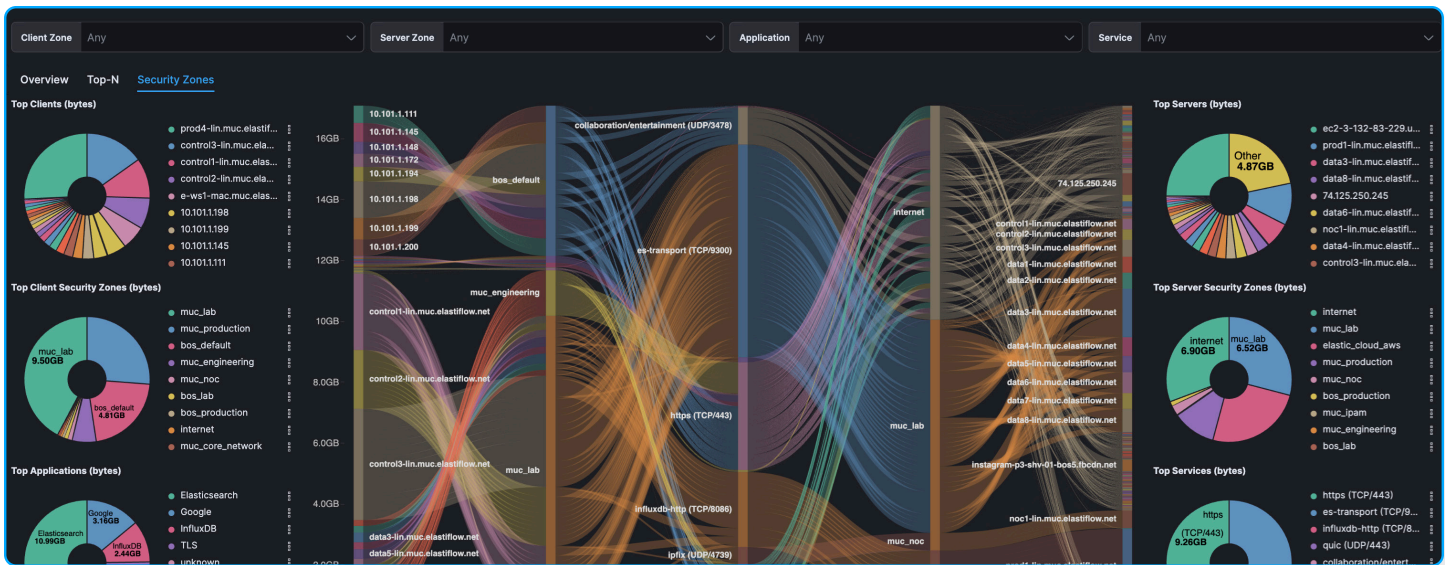 Client Zone Any Server Zone Any Application Any Service Any
Overview Top-N Security Zones
Top Clients (bytes)
prod4-lin.muc.elastif...
control3-lin.muc.ela...
control1-lin.muc.elas...
control2-lin.muc.ela...
e-ws1-mac.muc.elas...
10.101.1.198
10.101.1.199
10.101.1.145
10.101.1.111
Top Client Security Zones (bytes)
muc_lab
9.50GB
bos_default
4.81GB
muc_lab
muc_production
bos_default
muc_engineering
muc_noc
bos_lab
bos_production
internet
muc_core_network
Top Applications (bytes)
Elasticsearch
10.99GB
Google
3.16GB
InfluxDB
2.44GB
Elasticsearch
Google
InfluxDB
TLS
unknown
16GB
14GB
12GB
10GB
8.0GB
6.0GB
4.0GB
2.0GB
10.101.1.111
10.101.1.145
10.101.1.148
10.101.1.172
10.101.1.194
10.101.1.198
10.101.1.199
10.101.1.200
control1-lin.muc.elastiflow.net
control2-lin.muc.elastiflow.net
control3-lin.muc.elastiflow.net
data3-lin.muc.elastiflow.net
data5-lin.muc.elastiflow.net
bos_default
muc_engineering
muc_lab
collaboration/entertainment (UDP/3478)
es-transport (TCP/9300)
https (TCP/443)
influxdb-http (TCP/8086)
ipfix (UDP/4739)
internet
muc_lab
muc_noc
74.125.250.245
control1-lin.muc.elastiflow.net
control2-lin.muc.elastiflow.net
control3-lin.muc.elastiflow.net
data1-lin.muc.elastiflow.net
data2-lin.muc.elastiflow.net
data3-lin.muc.elastiflow.net
data4-lin.muc.elastiflow.net
data5-lin.muc.elastiflow.net
data6-lin.muc.elastiflow.net
data7-lin.muc.elastiflow.net
data8-lin.muc.elastiflow.net
instagram-p3-shv-01-bos5.fbcdn.net
noc1-lin.muc.elastiflow.net
prod1-lin.muc.elastiflow.net
Top Servers (bytes)
Other
4.87GB
ec2-3-132-83-229.u...
prod1-lin.muc.elastifl...
data3-lin.muc.elastif...
data8-lin.muc.elastif...
74.125.250.245
data6-lin.muc.elastif...
noc1-lin.muc.elastifl...
data4-lin.muc.elastif...
control3-lin.muc.ela...
Top Server Security Zones (bytes)
internet
6.90GB
muc_lab
6.52GB
internet
muc_lab
elastic_cloud_aws
muc_production
muc_noc
bos_production
muc_ipam
muc_engineering
bos_lab
Top Services (bytes)
https
(TCP/443)
9.26GB
https (TCP/443)
es-transport (TCP/9...
influxdb-http (TCP/8...
quic (UDP/443)
collaboration/entert...